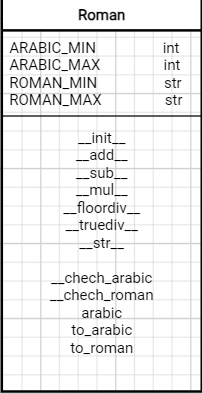 Roman
ARABIC_MIN int
ARABIC_MAX int
ROMAN_MIN str
ROMAN_MAX str
__init__
__add__
__sub__
__mul__
__floordiv__
__truediv__
__str__
__chech_arabic
__chech_roman
arabic
to_arabic
to_roman